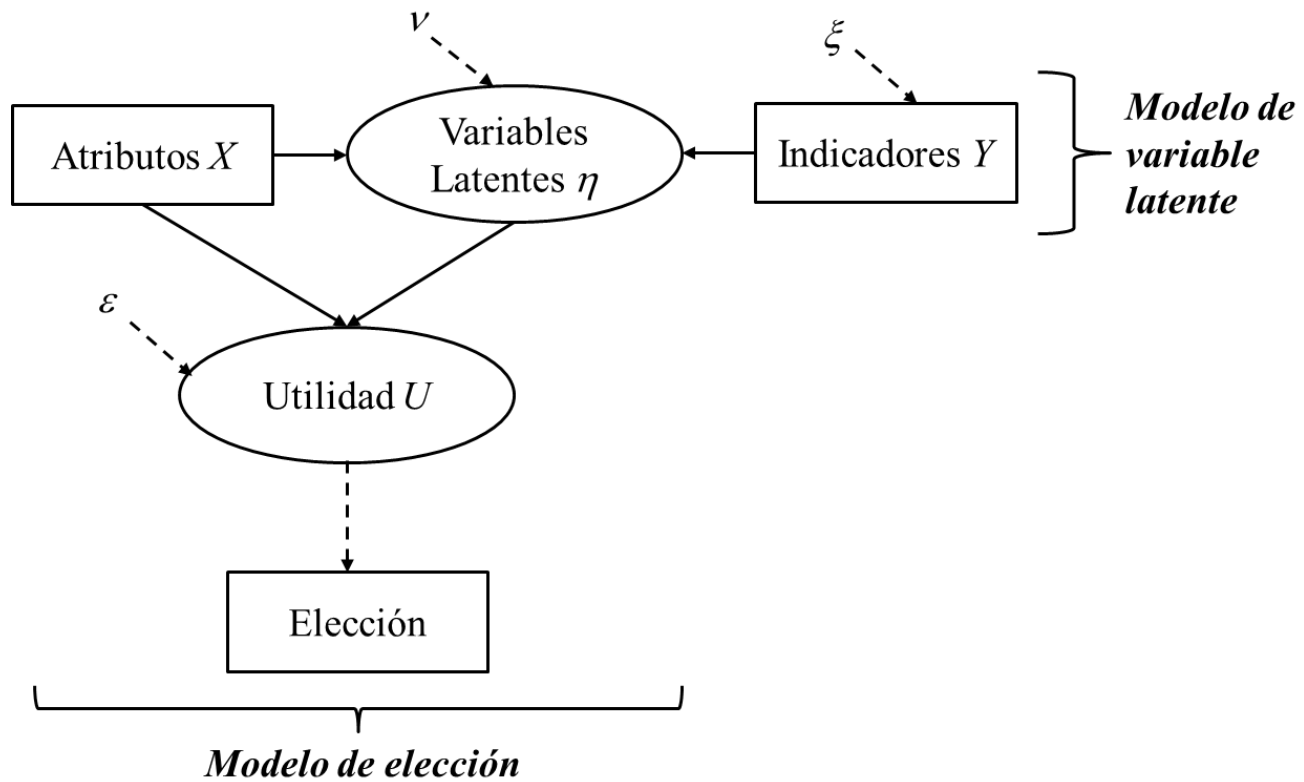 ν
ξ
Atributos X
Variables
Latentes η
Indicadores Y
Modelo de
variable
latente
ε
Utilidad U
Elección
Modelo de elección